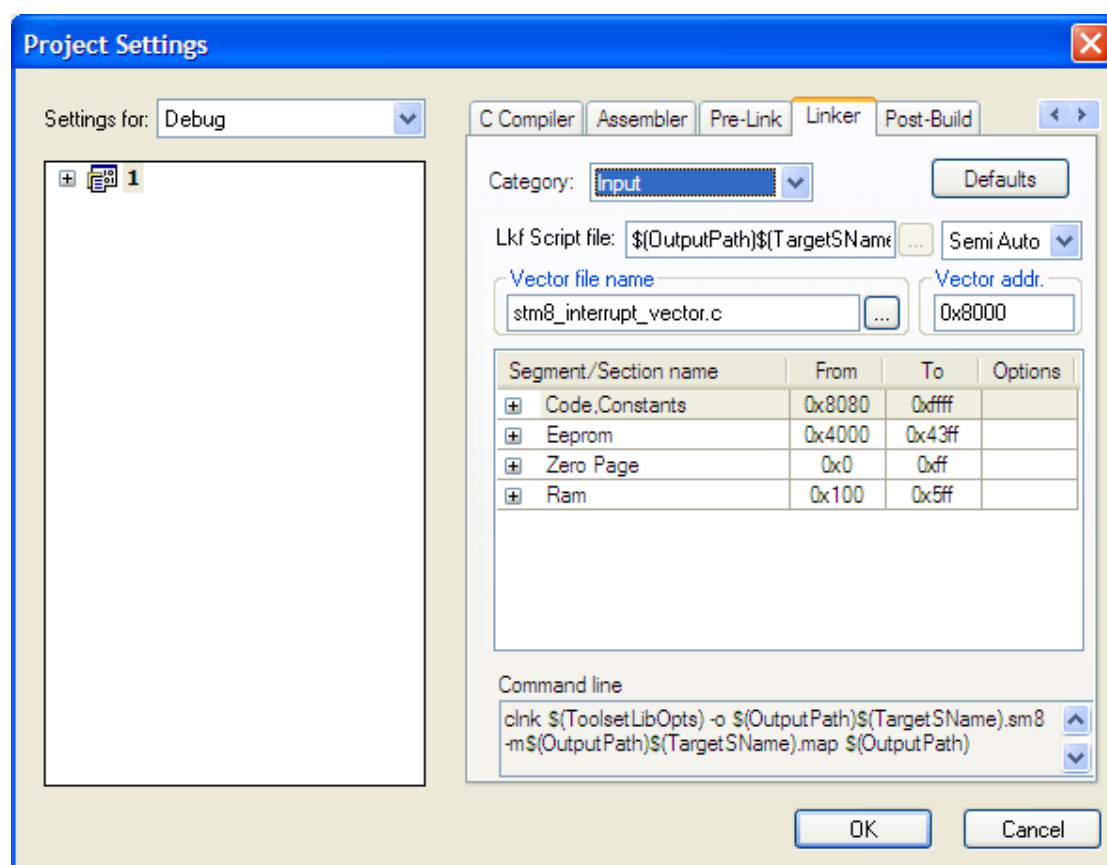 Project Settings
Settings for: Debug
1
C Compiler Assembler Pre-Link Linker Post-Build
Category: Input Defaults
Lkf Script file: $(OutputPath)$(TargetSName ... Semi Auto
Vector file name Vector addr.
stm8_interrupt_vector.c ... 0x8000
Segment/Section name From To Options
Code,Constants 0x8080 0xffff
Eeprom 0x4000 0x43ff
Zero Page 0x0 0xff
Ram 0x100 0x5ff
Command line
clnk $(ToolsetLibOpts) -o $(OutputPath)$(TargetSName).sm8
-m$(OutputPath)$(TargetSName).map $(OutputPath)
OK Cancel